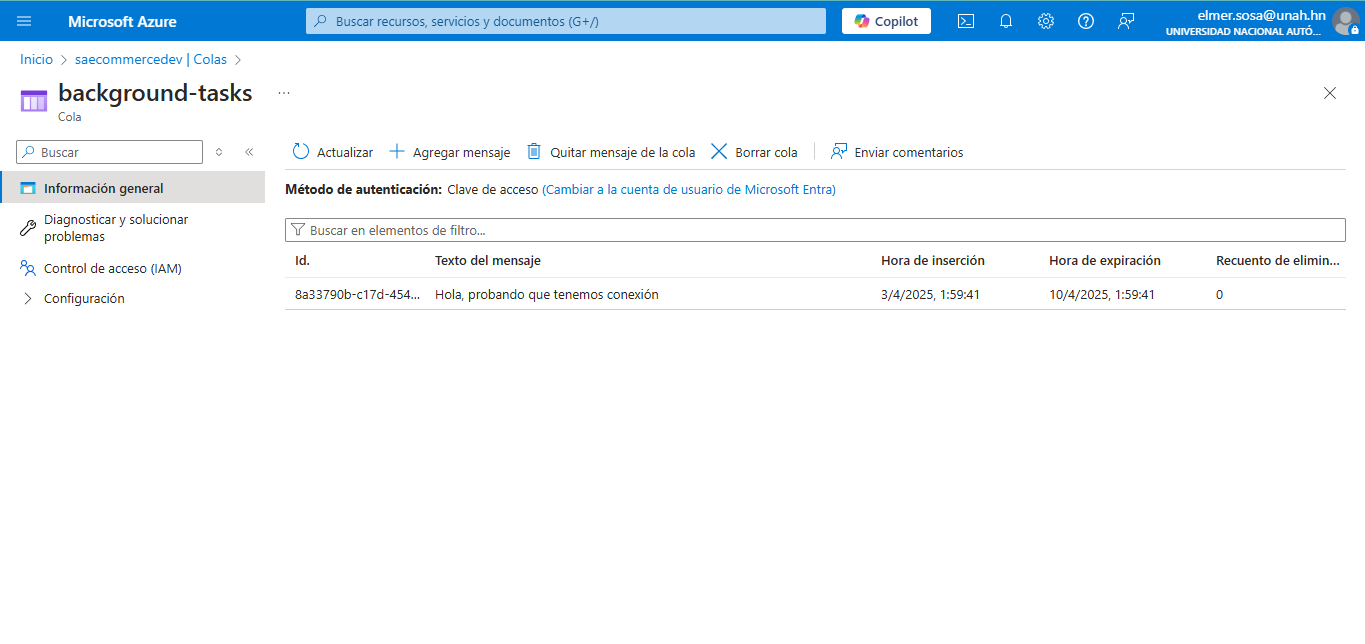 Microsoft Azure
Buscar recursos, servicios y documentos (G+/)
Copilot
elmer.sosa@unah.hn
UNIVERSIDAD NACIONAL AUTÓ...
Inicio > saecommercedev | Colas >
background-tasks ...
Cola
Buscar
Actualizar
Agregar mensaje
Quitar mensaje de la cola
Borrar cola
Enviar comentarios
Información general
Diagnosticar y solucionar
problemas
Control de acceso (IAM)
Configuración
Método de autenticación: Clave de acceso (Cambiar a la cuenta de usuario de Microsoft Entra)
Buscar en elementos de filtro...
Id. Texto del mensaje Hora de inserción Hora de expiración Recuento de elimin...
8a33790b-c17d-454... Hola, probando que tenemos conexión 3/4/2025, 1:59:41 10/4/2025, 1:59:41 0